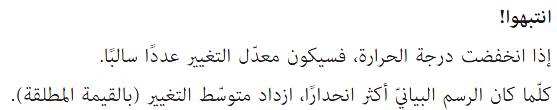 انتبهوا!
إذا انخفضت درجة الحرارة، فسيكون معدّل التغيير عددًا سالبًا.
كلّما كان الرسم البيانيّ أكثر انحدارًا، ازداد متوسّط التغيير (بالقيمة المطلقة).